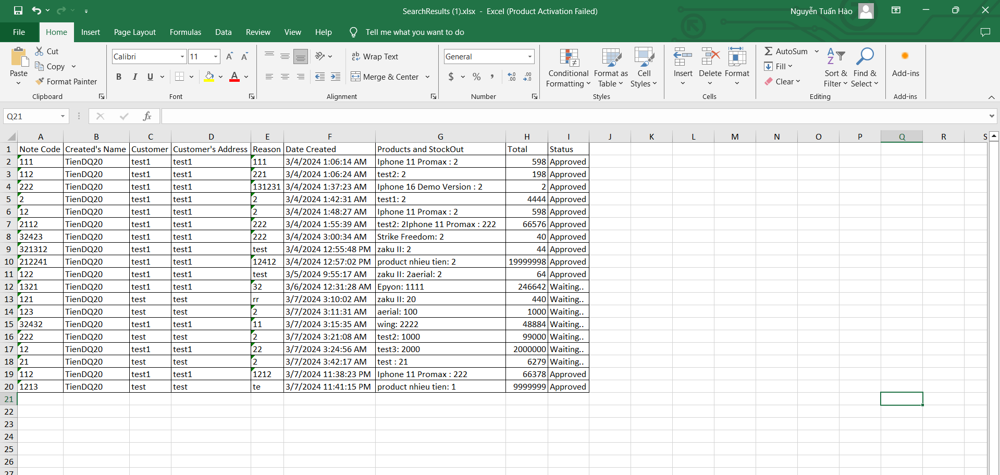 SearchResults (1).xlsx - Excel (Product Activation Failed)
Nguyễn Tuấn Hào
File Home Insert Page Layout Formulas Data Review View Help Tell me what you want to do
Paste
Cut
Copy
Format Painter
Clipboard
Calibri 11
B I U A
Font
Wrap Text
Merge & Center
Alignment
General
$ % ,
Number
Conditional Formatting
Format as Table
Cell Styles
Styles
Insert Delete Format
Cells
AutoSum
Fill
Clear
Sort & Filter
Find & Select
Editing
Add-ins
Add-ins
Q21 fx
A B C D E F G H I J K L M N O P Q R S
1 Note Code Created's Name Customer Customer's Address Reason Date Created Products and StockOut Total Status
2 111 TienDQ20 test1 test1 111 3/4/2024 1:06:14 AM Iphone 11 Promax : 2 598 Approved
3 112 TienDQ20 test1 test1 221 3/4/2024 1:06:24 AM test2: 2 198 Approved
4 222 TienDQ20 test1 test1 131231 3/4/2024 1:37:23 AM Iphone 16 Demo Version : 2 2 Approved
5 2 TienDQ20 test1 test1 2 3/4/2024 1:42:31 AM test1: 2 4444 Approved
6 12 TienDQ20 test1 test1 2 3/4/2024 1:48:27 AM Iphone 11 Promax : 2 598 Approved
7 2112 TienDQ20 test1 test1 222 3/4/2024 1:55:39 AM test2: 2Iphone 11 Promax : 222 66576 Approved
8 32423 TienDQ20 test1 test1 222 3/4/2024 3:00:34 AM Strike Freedom: 2 40 Approved
9 321312 TienDQ20 test1 test1 test 3/4/2024 12:55:48 PM zaku II: 2 44 Approved
10 212241 TienDQ20 test1 test1 12412 3/4/2024 12:57:02 PM product nhieu tien: 2 19999998 Approved
11 122 TienDQ20 test1 test1 test 3/5/2024 9:55:17 AM zaku II: 2aerial: 2 64 Approved
12 1321 TienDQ20 test1 test1 32 3/6/2024 12:31:28 AM Epyon: 1111 246642 Waiting..
13 121 TienDQ20 test test rr 3/7/2024 3:10:02 AM zaku II: 20 440 Waiting..
14 123 TienDQ20 test test 2 3/7/2024 3:11:31 AM aerial: 100 1000 Waiting..
15 32432 TienDQ20 test1 test1 11 3/7/2024 3:15:35 AM wing: 2222 48884 Waiting..
16 222 TienDQ20 test test 2 3/7/2024 3:21:08 AM test2: 1000 99000 Waiting..
17 12 TienDQ20 test1 test1 22 3/7/2024 3:24:56 AM test3: 2000 2000000 Waiting..
18 21 TienDQ20 test test 2 3/7/2024 3:42:17 AM test : 21 6279 Waiting..
19 112 TienDQ20 test1 test1 1212 3/7/2024 11:38:23 PM Iphone 11 Promax : 222 66378 Approved
20 1213 TienDQ20 test test te 3/7/2024 11:41:15 PM product nhieu tien: 1 9999999 Approved
21
22
23
24
25
26
27